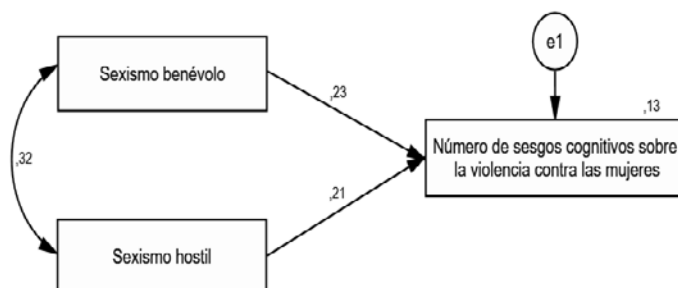 e1
Sexismo benévolo
,23
,13
Número de sesgos cognitivos sobre
la violencia contra las mujeres
,32
,21
Sexismo hostil